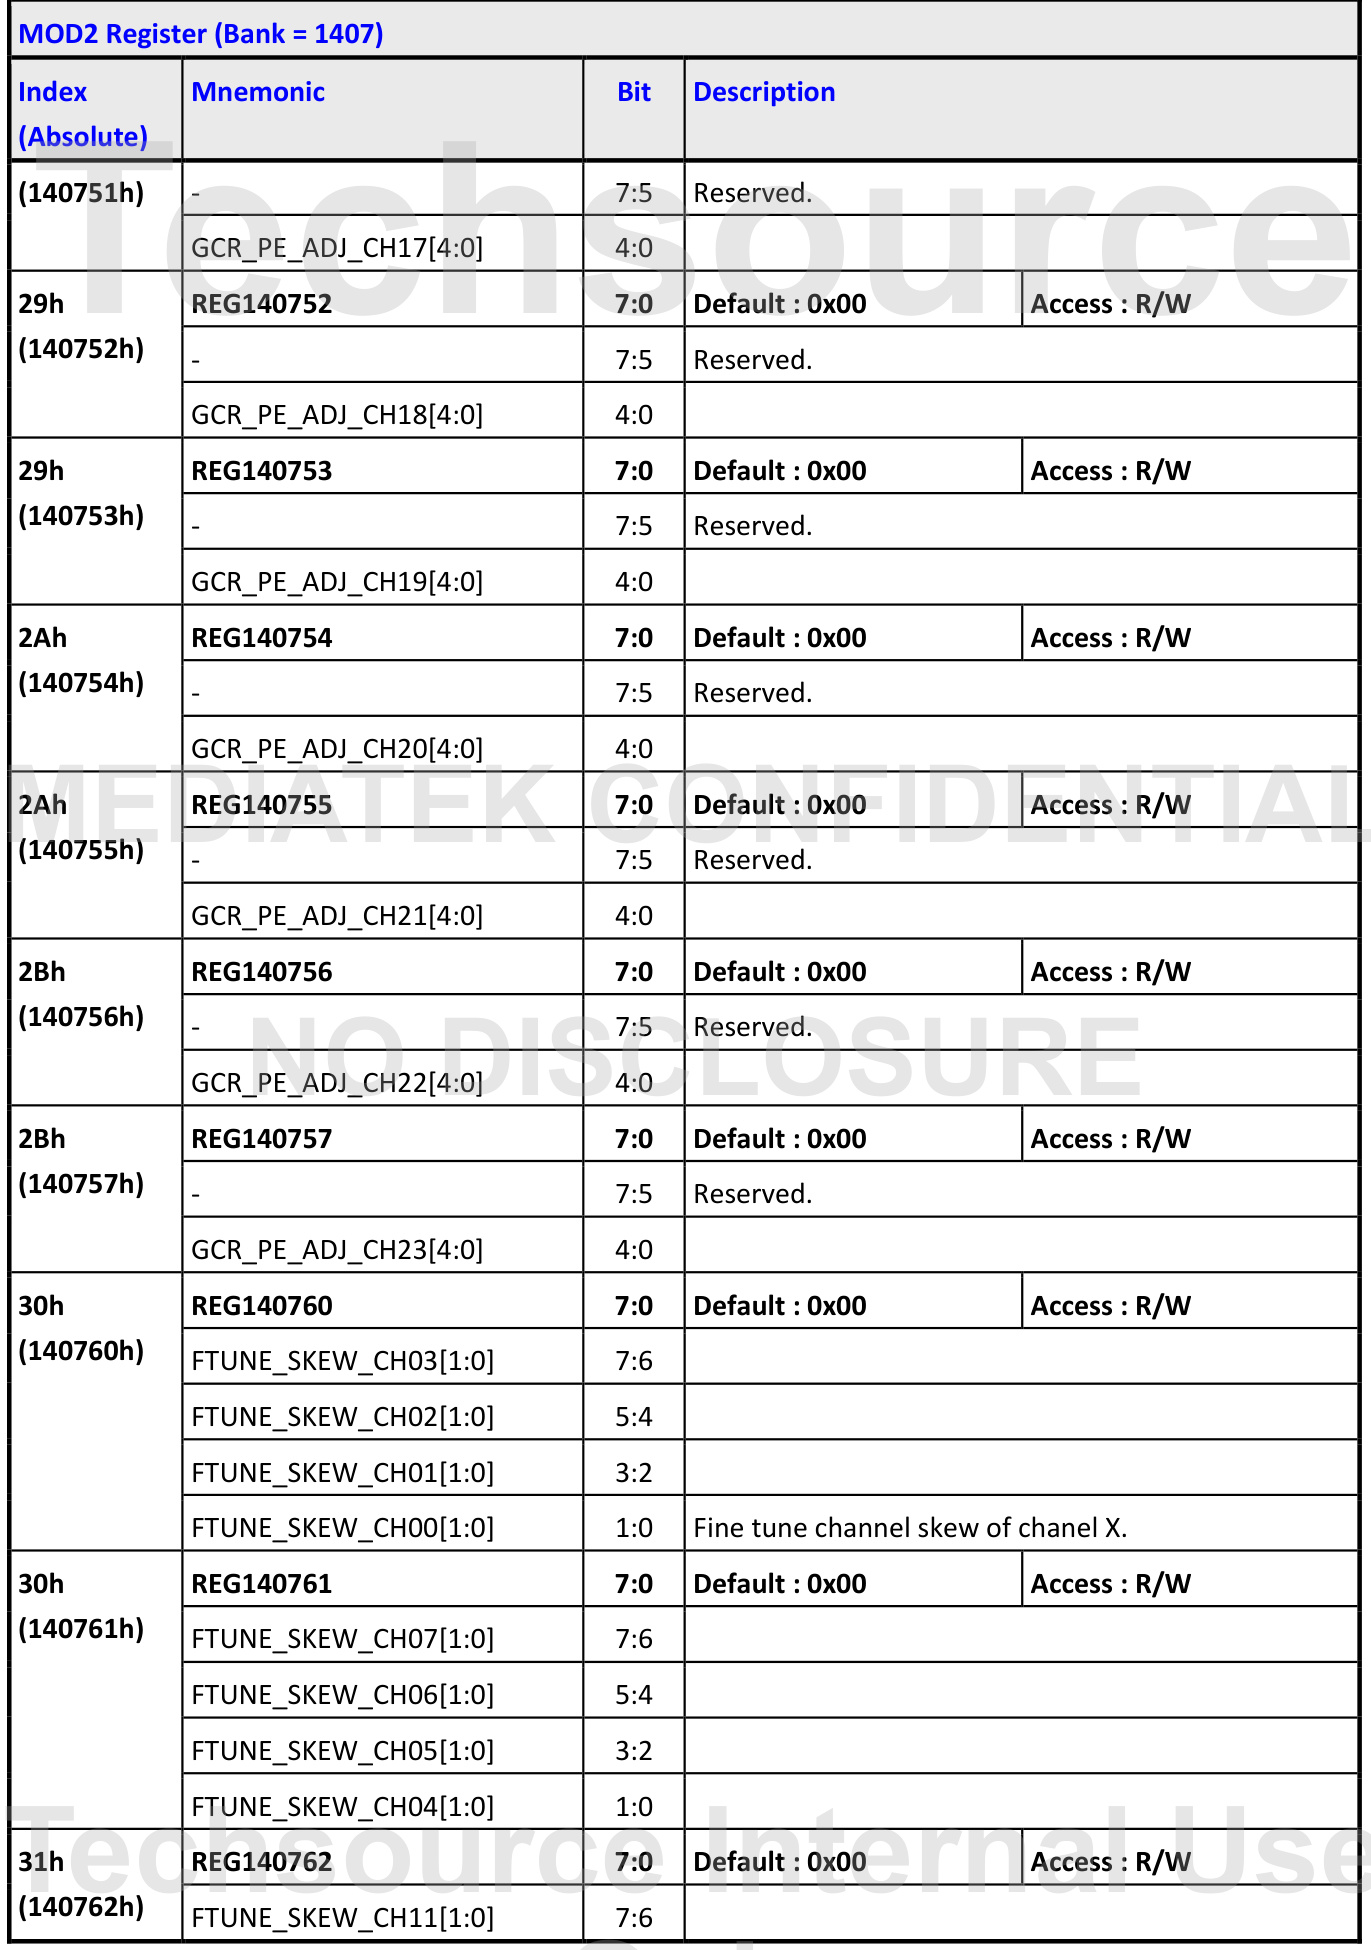 MOD2 Register (Bank = 1407)
Index (Absolute) Mnemonic Bit Description
(140751h) - 7:5 Reserved.
GCR_PE_ADJ_CH17[4:0] 4:0
29h (140752h) REG140752 7:0 Default : 0x00 Access : R/W
- 7:5 Reserved.
GCR_PE_ADJ_CH18[4:0] 4:0
29h (140753h) REG140753 7:0 Default : 0x00 Access : R/W
- 7:5 Reserved.
GCR_PE_ADJ_CH19[4:0] 4:0
2Ah (140754h) REG140754 7:0 Default : 0x00 Access : R/W
- 7:5 Reserved.
GCR_PE_ADJ_CH20[4:0] 4:0
2Ah (140755h) REG140755 7:0 Default : 0x00 Access : R/W
- 7:5 Reserved.
GCR_PE_ADJ_CH21[4:0] 4:0
2Bh (140756h) REG140756 7:0 Default : 0x00 Access : R/W
- 7:5 Reserved.
GCR_PE_ADJ_CH22[4:0] 4:0
2Bh (140757h) REG140757 7:0 Default : 0x00 Access : R/W
- 7:5 Reserved.
GCR_PE_ADJ_CH23[4:0] 4:0
30h (140760h) REG140760 7:0 Default : 0x00 Access : R/W
FTUNE_SKEW_CH03[1:0] 7:6
FTUNE_SKEW_CH02[1:0] 5:4
FTUNE_SKEW_CH01[1:0] 3:2
FTUNE_SKEW_CH00[1:0] 1:0 Fine tune channel skew of chanel X.
30h (140761h) REG140761 7:0 Default : 0x00 Access : R/W
FTUNE_SKEW_CH07[1:0] 7:6
FTUNE_SKEW_CH06[1:0] 5:4
FTUNE_SKEW_CH05[1:0] 3:2
FTUNE_SKEW_CH04[1:0] 1:0
31h (140762h) REG140762 7:0 Default : 0x00 Access : R/W
FTUNE_SKEW_CH11[1:0] 7:6
Techsource
MEDIATEK CONFIDENTIAL
NO DISCLOSURE
Techsource Internal Use